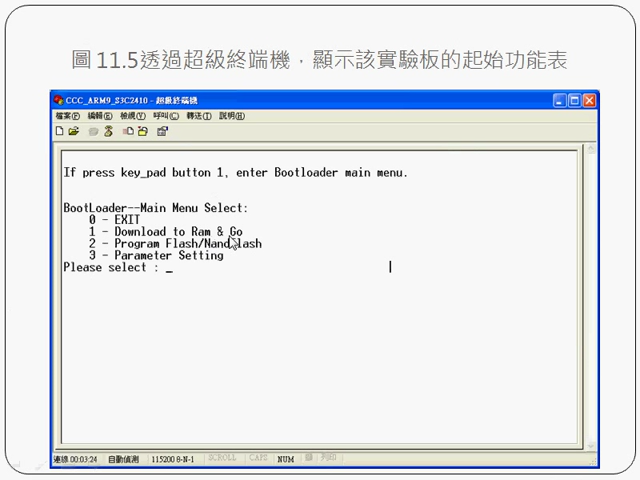 圖 11.5透過超級終端機，顯示該實驗板的起始功能表
CCC_ARM9_S3C2410 - 超級終端機
檔案(F) 編輯(E) 檢視(V) 呼叫(C) 轉送(T) 說明(H)
If press key_pad button 1, enter Bootloader main menu.
BootLoader--Main Menu Select:
0 - EXIT
1 - Download to Ram & Go
2 - Program Flash/Nandflash
3 - Parameter Setting
Please select : _
連線 00:03:24 自動偵測 115200 8-N-1 SCROLL CAPS NUM 列印